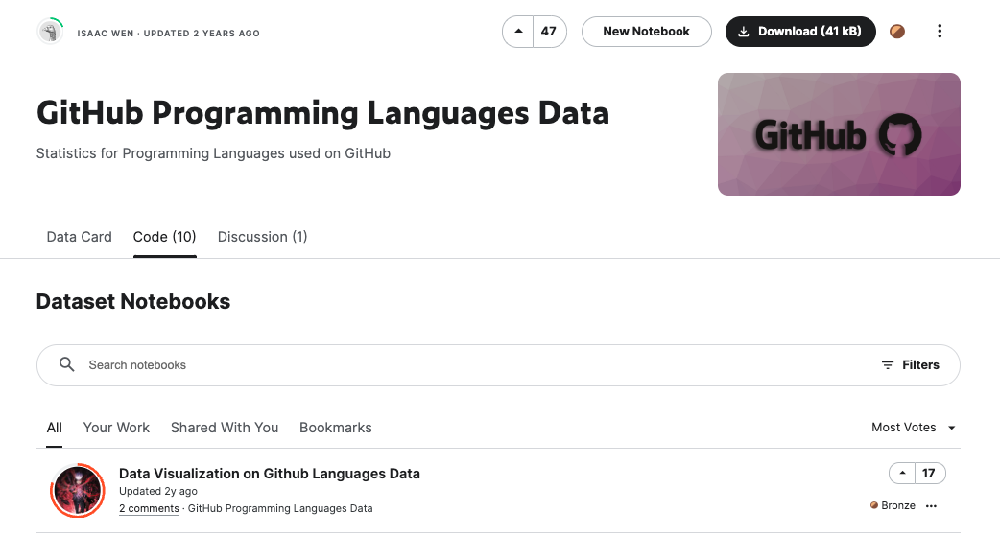 ISAAC WEN · UPDATED 2 YEARS AGO
47
New Notebook
Download (41 kB)
GitHub Programming Languages Data
Statistics for Programming Languages used on GitHub
GitHub
Data Card
Code (10)
Discussion (1)
Dataset Notebooks
Search notebooks
Filters
All
Your Work
Shared With You
Bookmarks
Most Votes
Data Visualization on Github Languages Data
17
Updated 2y ago
2 comments · GitHub Programming Languages Data
Bronze